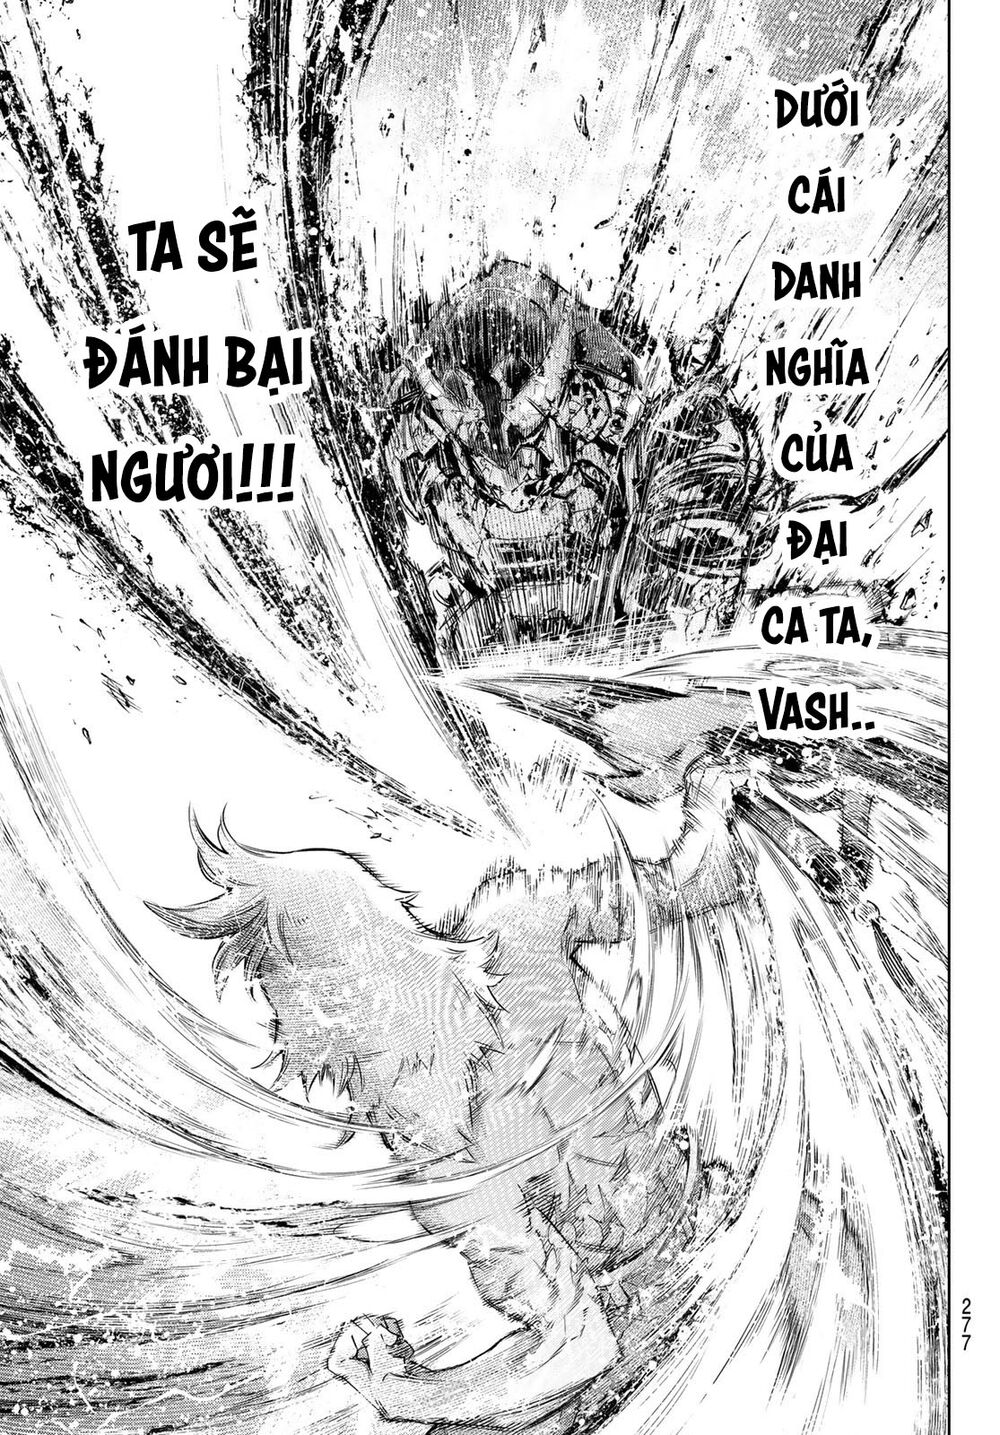 DƯỚI
CÁI
DANH
NGHĨA
CỦA
ĐẠI
CA TA,
VASH..
TA SẼ
ĐÁNH BẠI
NGƯƠI!!!
277